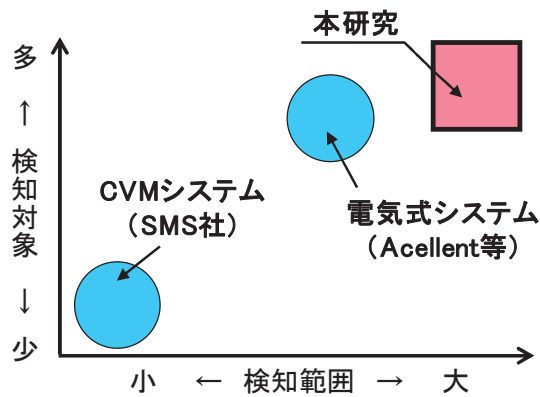 本研究
多
↑
検
知
対
象
↓
少
CVMシステム
（SMS社）
電気式システム
（Acellent等）
小 ← 検知範囲 → 大